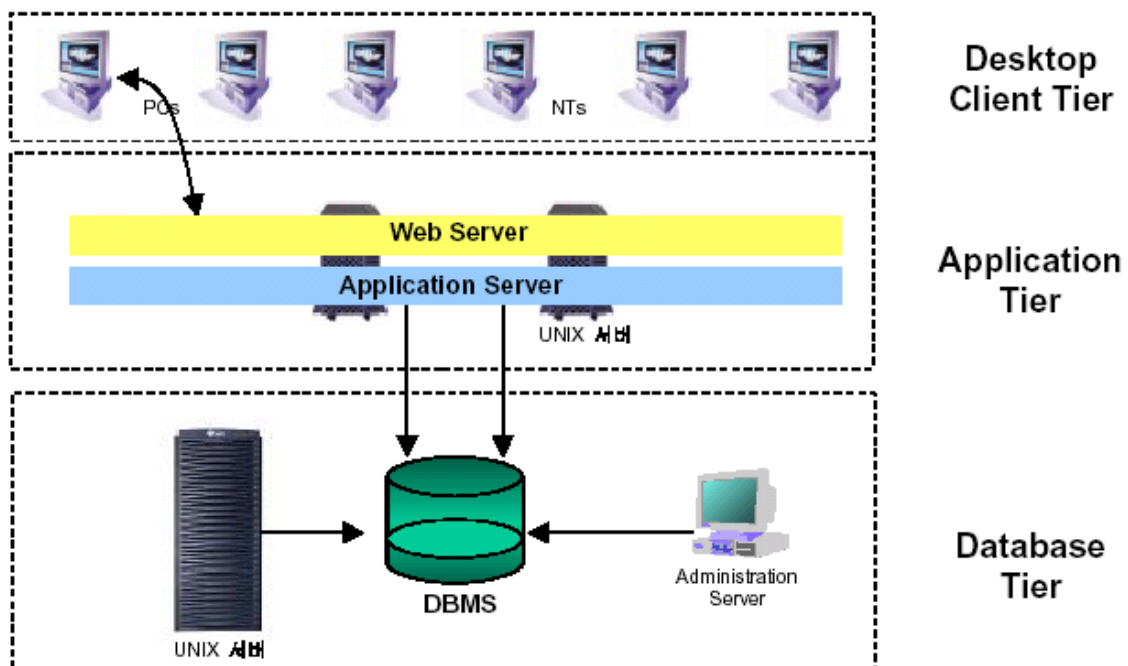 Desktop
Client Tier
PCs
NTs
Web Server
Application Server
UNIX 서버
Application
Tier
DBMS
Administration
Server
UNIX 서버
Database
Tier